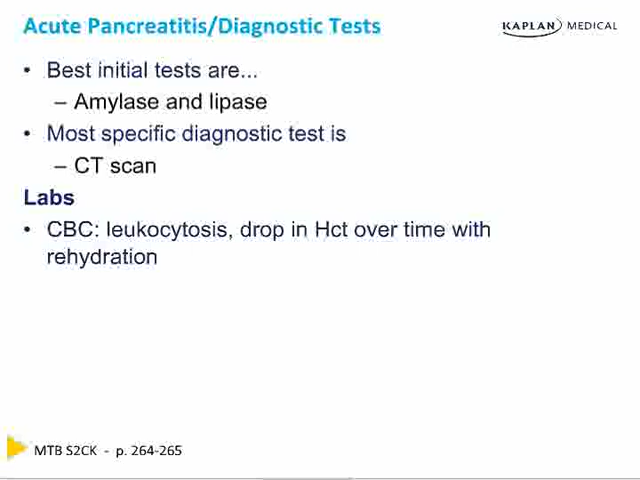 Acute Pancreatitis/Diagnostic Tests
KAPLAN MEDICAL
• Best initial tests are...
– Amylase and lipase
• Most specific diagnostic test is
– CT scan
Labs
• CBC: leukocytosis, drop in Hct over time with
rehydration
MTB S2CK - p. 264-265